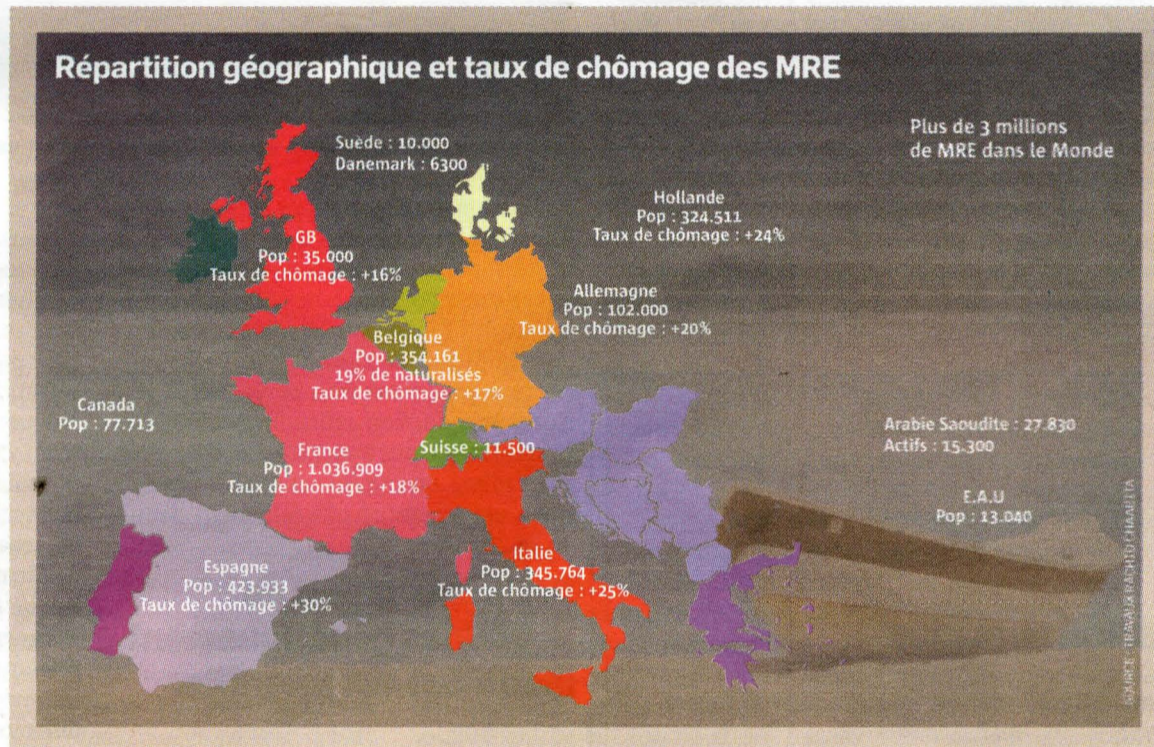 Répartition géographique et taux de chômage des MRE
Plus de 3 millions
de MRE dans le Monde
Suède : 10.000
Danemark : 6300
Hollande
Pop : 324.511
Taux de chômage : +24%
GB
Pop : 35.000
Taux de chômage : +16%
Allemagne
Pop : 102.000
Taux de chômage : +20%
Belgique
Pop : 354.161
19% de naturalisés
Taux de chômage : +17%
Canada
Pop : 77.713
France
Pop : 1.036.909
Taux de chômage : +18%
Suisse : 11.500
Arabie Saoudite : 27.830
Actifs : 15.300
E.A.U
Pop : 13.040
Espagne
Pop : 423.933
Taux de chômage : +30%
Italie
Pop : 345.764
Taux de chômage : +25%
SOURCE : TRAVAUX RACHID